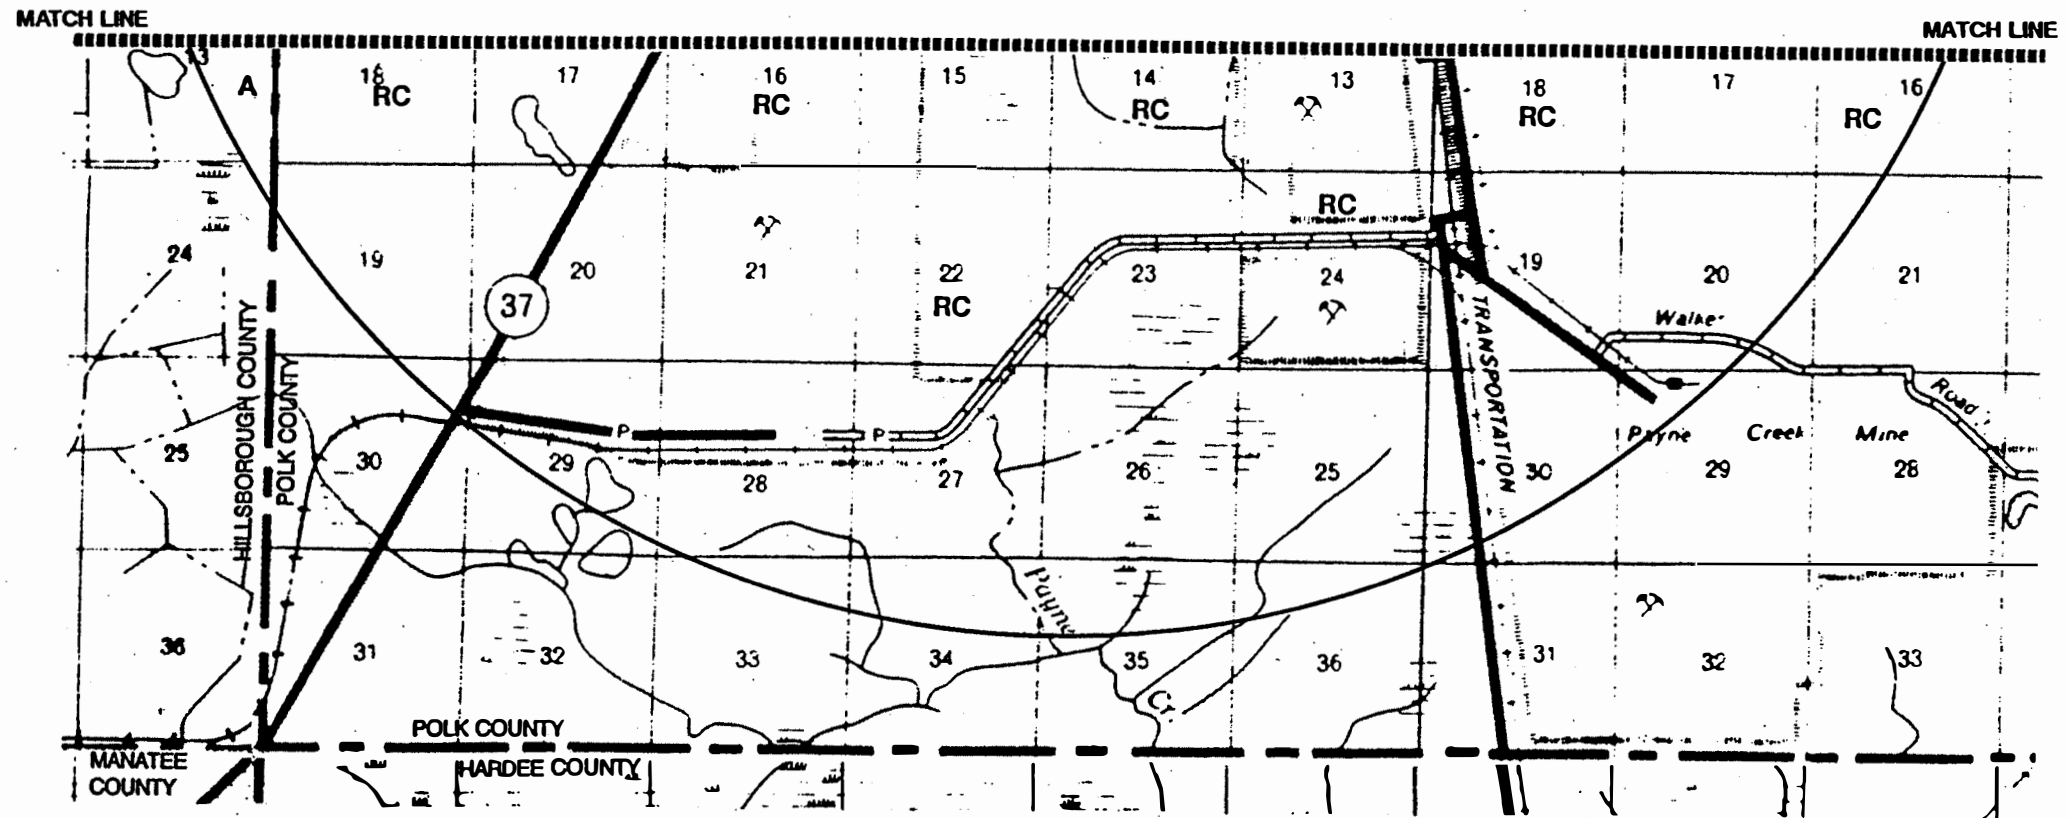 MATCH LINE
MATCH LINE
13
A
18
17
16
15
14
13
18
17
16
RC
RC
RC
RC
RC
RC
24
19
20
21
22
23
24
19
20
21
RC
37
RC
TRANSPORTATION
Walker
Road
HILLSBOROUGH COUNTY
POLK COUNTY
P
P
Payne Creek Mine
25
30
29
28
27
26
25
30
29
28
Payne
Cr.
36
31
32
33
34
35
36
31
32
33
POLK COUNTY
MANATEE
COUNTY
HARDEE COUNTY